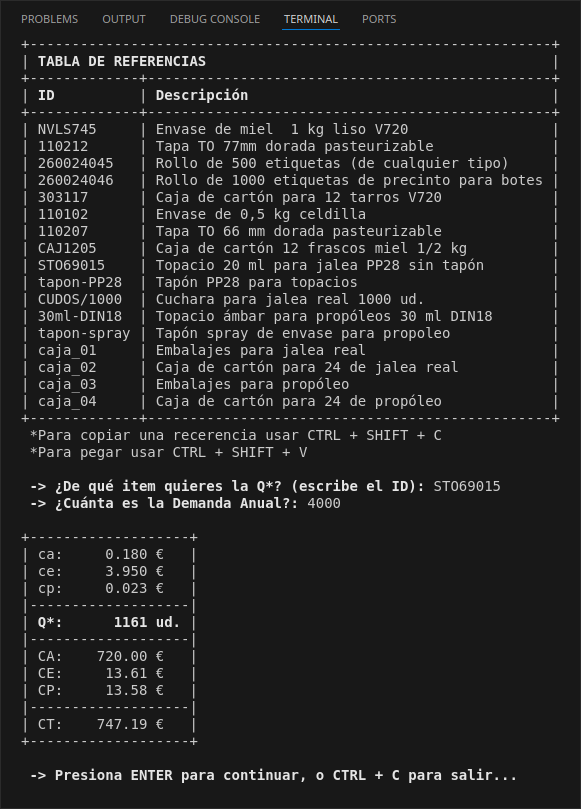 PROBLEMS OUTPUT DEBUG CONSOLE TERMINAL PORTS
+---------------------------------------------------------------+
| TABLA DE REFERENCIAS                                          |
+--------------+------------------------------------------------+
| ID           | Descripción                                    |
+--------------+------------------------------------------------+
| NVLS745      | Envase de miel  1 kg liso V720                 |
| 110212       | Tapa TO 77mm dorada pasteurizable              |
| 260024045    | Rollo de 500 etiquetas (de cualquier tipo)     |
| 260024046    | Rollo de 1000 etiquetas de precinto para botes |
| 303117       | Caja de cartón para 12 tarros V720             |
| 110102       | Envase de 0,5 kg celdilla                      |
| 110207       | Tapa TO 66 mm dorada pasteurizable             |
| CAJ1205      | Caja de cartón 12 frascos miel 1/2 kg          |
| STO69015     | Topacio 20 ml para jalea PP28 sin tapón        |
| tapon-PP28   | Tapón PP28 para topacios                       |
| CUDOS/1000   | Cuchara para jalea real 1000 ud.               |
| 30ml-DIN18   | Topacio ámbar para propóleos 30 ml DIN18       |
| tapon-spray  | Tapón spray de envase para propoleo            |
| caja_01      | Embalajes para jalea real                      |
| caja_02      | Caja de cartón para 24 de jalea real           |
| caja_03      | Embalajes para propóleo                        |
| caja_04      | Caja de cartón para 24 de propóleo             |
+--------------+------------------------------------------------+
*Para copiar una recerencia usar CTRL + SHIFT + C
*Para pegar usar CTRL + SHIFT + V
-> ¿De qué item quieres la Q*? (escribe el ID): STO69015
-> ¿Cuánta es la Demanda Anual?: 4000
+-------------------+
| ca:     0.180 €   |
| ce:     3.950 €   |
| cp:     0.023 €   |
|-------------------|
| Q*:      1161 ud. |
|-------------------|
| CA:    720.00 €   |
| CE:     13.61 €   |
| CP:     13.58 €   |
|-------------------|
| CT:    747.19 €   |
+-------------------+
-> Presiona ENTER para continuar, o CTRL + C para salir...